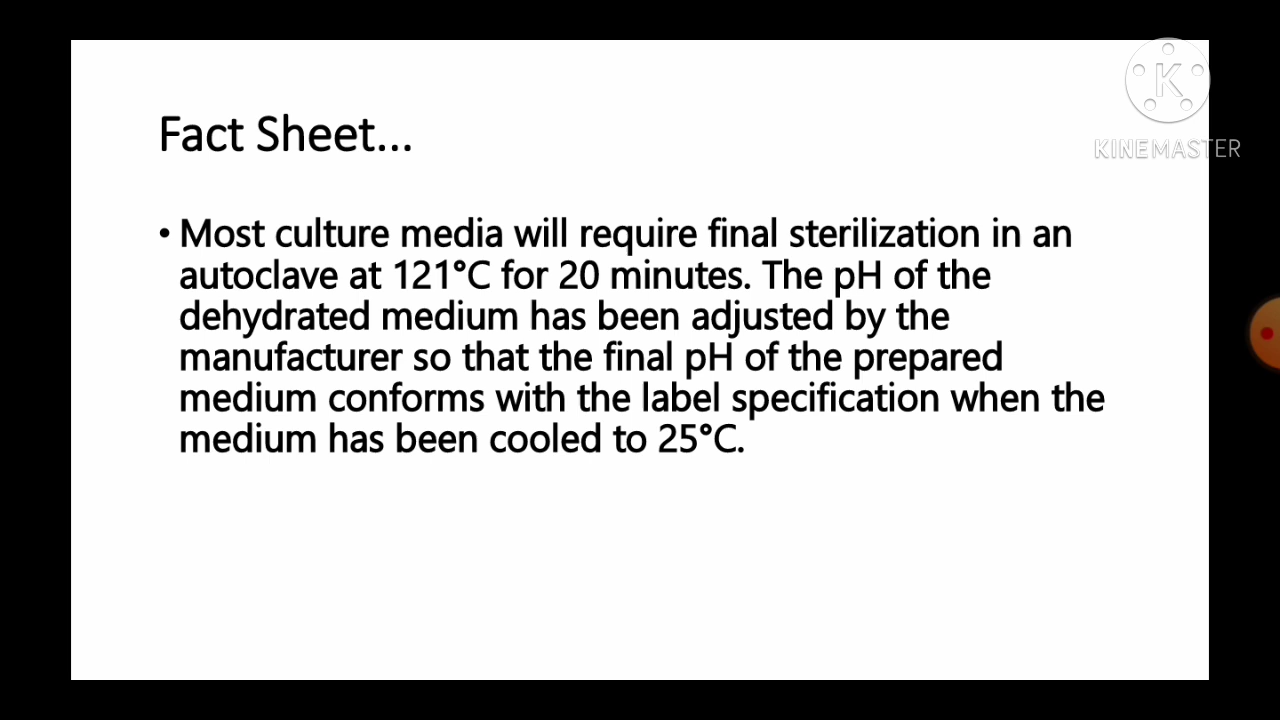 Fact Sheet...
K
KINEMASTER
• Most culture media will require final sterilization in an
autoclave at 121°C for 20 minutes. The pH of the
dehydrated medium has been adjusted by the
manufacturer so that the final pH of the prepared
medium conforms with the label specification when the
medium has been cooled to 25°C.